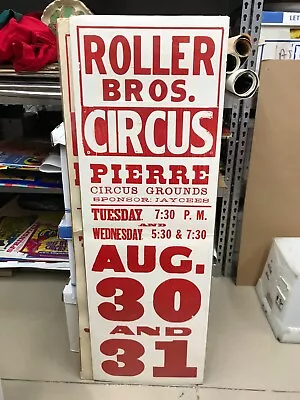 ROLLER
BROS.
CIRCUS
PIERRE
CIRCUS GROUNDS
SPONSOR: JAYCEES
TUESDAY 7:30 P. M.
AND
WEDNESDAY 5:30 & 7:30
AUG.
30
AND
31